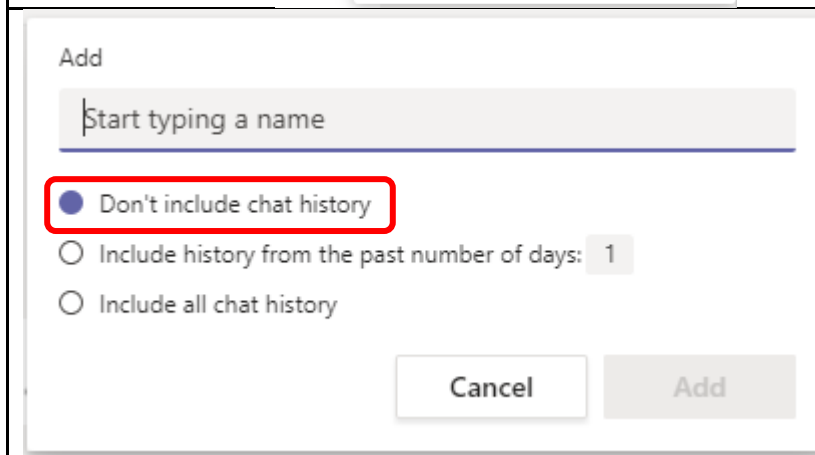 Add
Start typing a name
Don't include chat history
Include history from the past number of days: 1
Include all chat history
Cancel Add